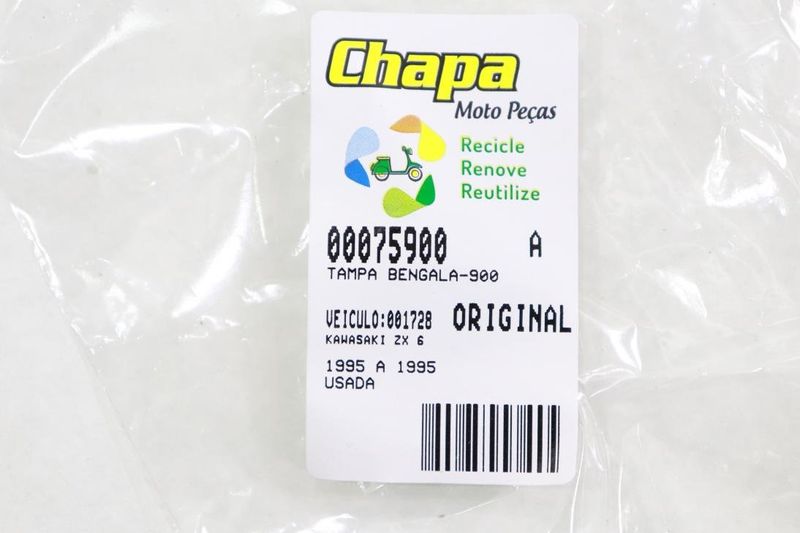 Chapa
Moto Peças
Recicle
Renove
Reutilize
00075900 A
TAMPA BENGALA-900
VEICULO:001728 ORIGINAL
KAWASAKI ZX 6
1995 A 1995
USADA